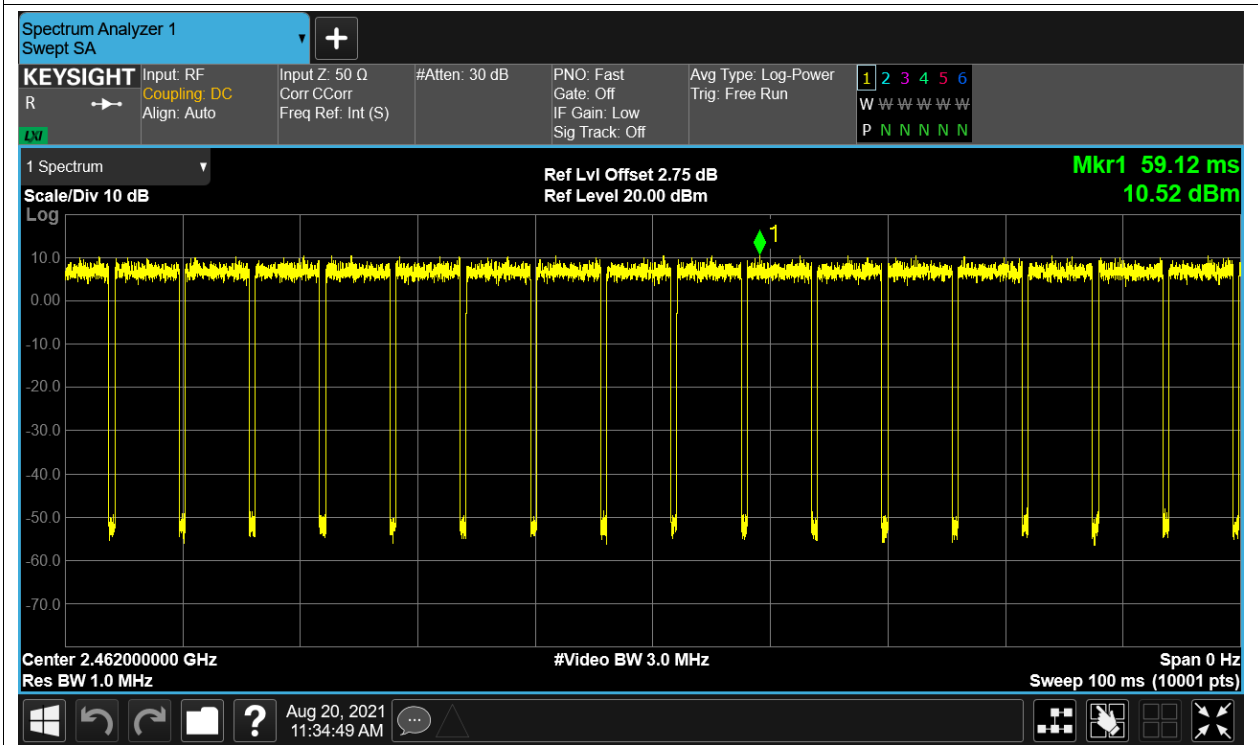 Spectrum Analyzer 1
Swept SA
KEYSIGHT
R
LXI
Input: RF
Coupling: DC
Align: Auto
Input Z: 50 Ω
Corr CCorr
Freq Ref: Int (S)
#Atten: 30 dB
PNO: Fast
Gate: Off
IF Gain: Low
Sig Track: Off
Avg Type: Log-Power
Trig: Free Run
1 2 3 4 5 6
W W W W W W
P N N N N N
1 Spectrum
Scale/Div 10 dB
Log
Ref Lvl Offset 2.75 dB
Ref Level 20.00 dBm
Mkr1 59.12 ms
10.52 dBm
1
10.0
0.00
-10.0
-20.0
-30.0
-40.0
-50.0
-60.0
-70.0
Center 2.462000000 GHz
Res BW 1.0 MHz
#Video BW 3.0 MHz
Span 0 Hz
Sweep 100 ms (10001 pts)
?
Aug 20, 2021
11:34:49 AM